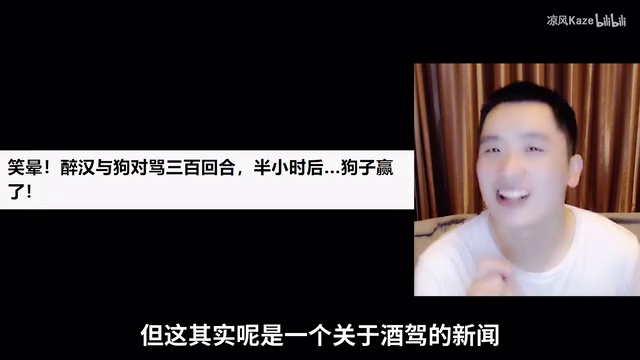 凉风Kaze bilibili
笑晕！醉汉与狗对骂三百回合，半小时后...狗子赢
了！
但这其实呢是一个关于酒驾的新闻